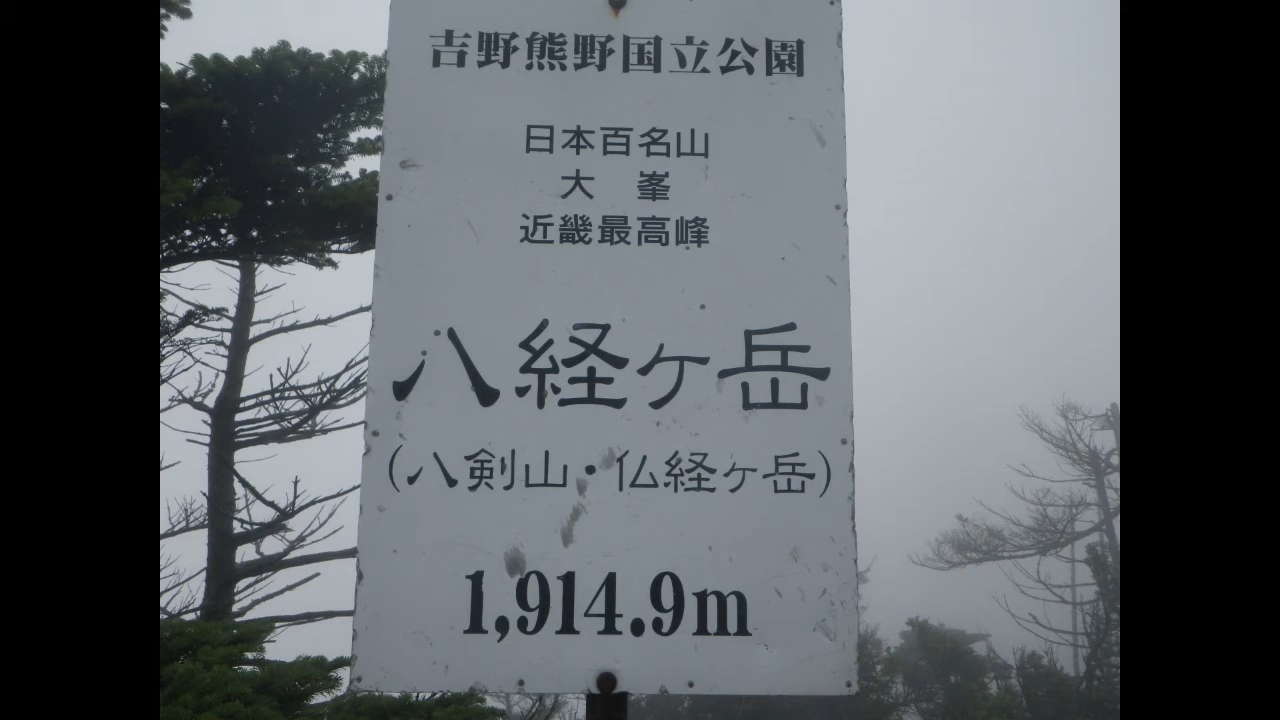 吉野熊野国立公園
日本百名山
大峯
近畿最高峰
八経ヶ岳
(八剣山・仏経ヶ岳)
1,914.9m